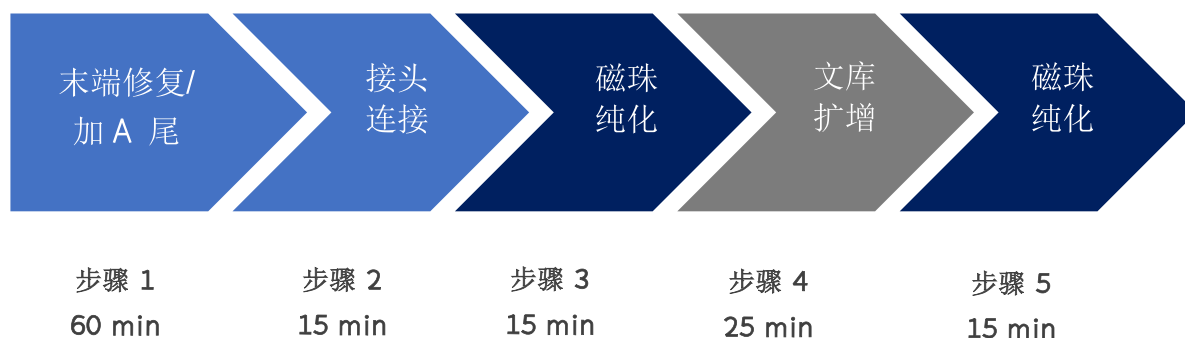 末端修复/
加 A 尾
接头
连接
磁珠
纯化
文库
扩增
磁珠
纯化
步骤 1
60 min
步骤 2
15 min
步骤 3
15 min
步骤 4
25 min
步骤 5
15 min